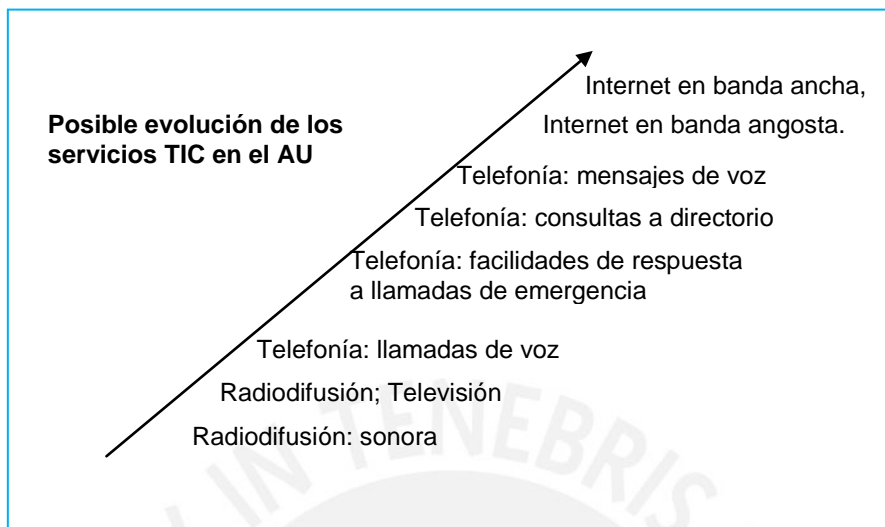 Internet en banda ancha,
Posible evolución de los
servicios TIC en el AU
Internet en banda angosta.
Telefonía: mensajes de voz
Telefonía: consultas a directorio
Telefonía: facilidades de respuesta
a llamadas de emergencia
Telefonía: llamadas de voz
Radiodifusión; Televisión
Radiodifusión: sonora
IN TENEBRIS